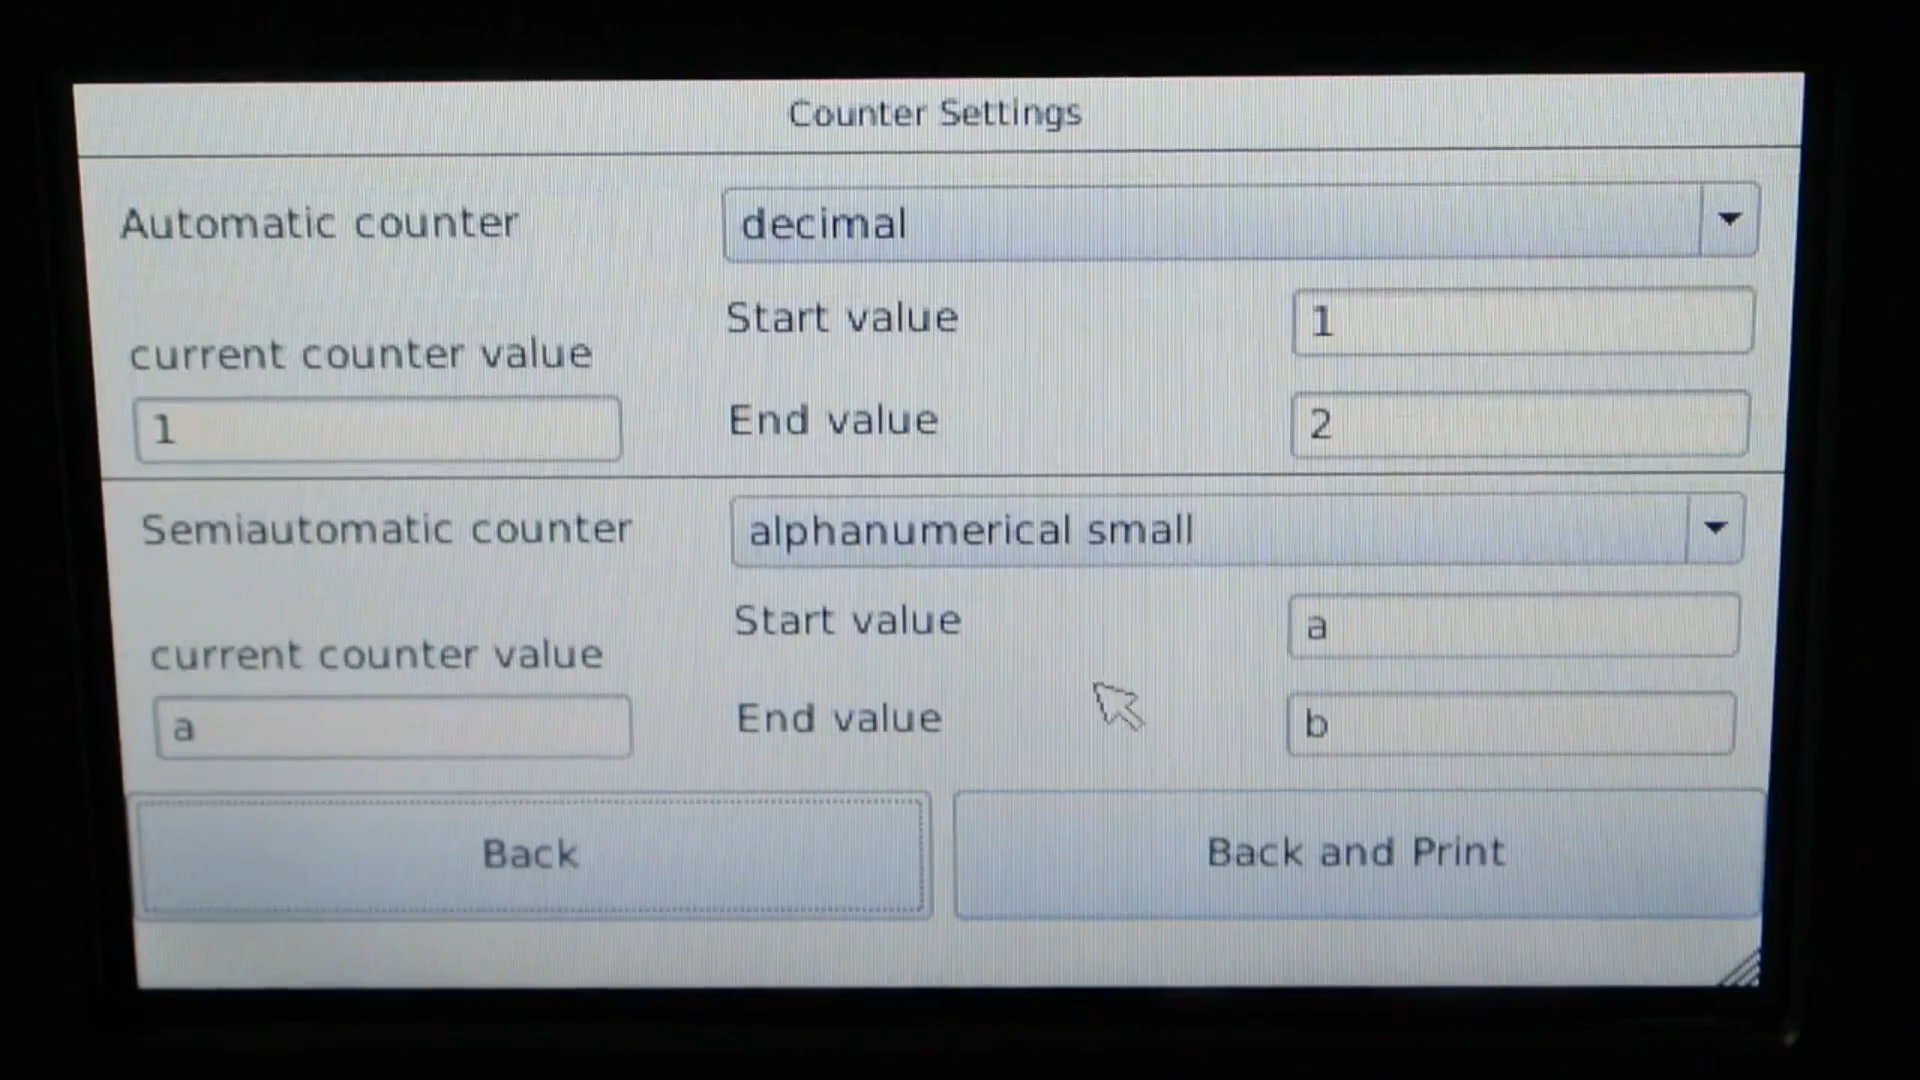 Counter Settings
Automatic counter
decimal
current counter value
1
Start value
1
End value
2
Semiautomatic counter
alphanumerical small
current counter value
a
Start value
a
End value
b
Back
Back and Print